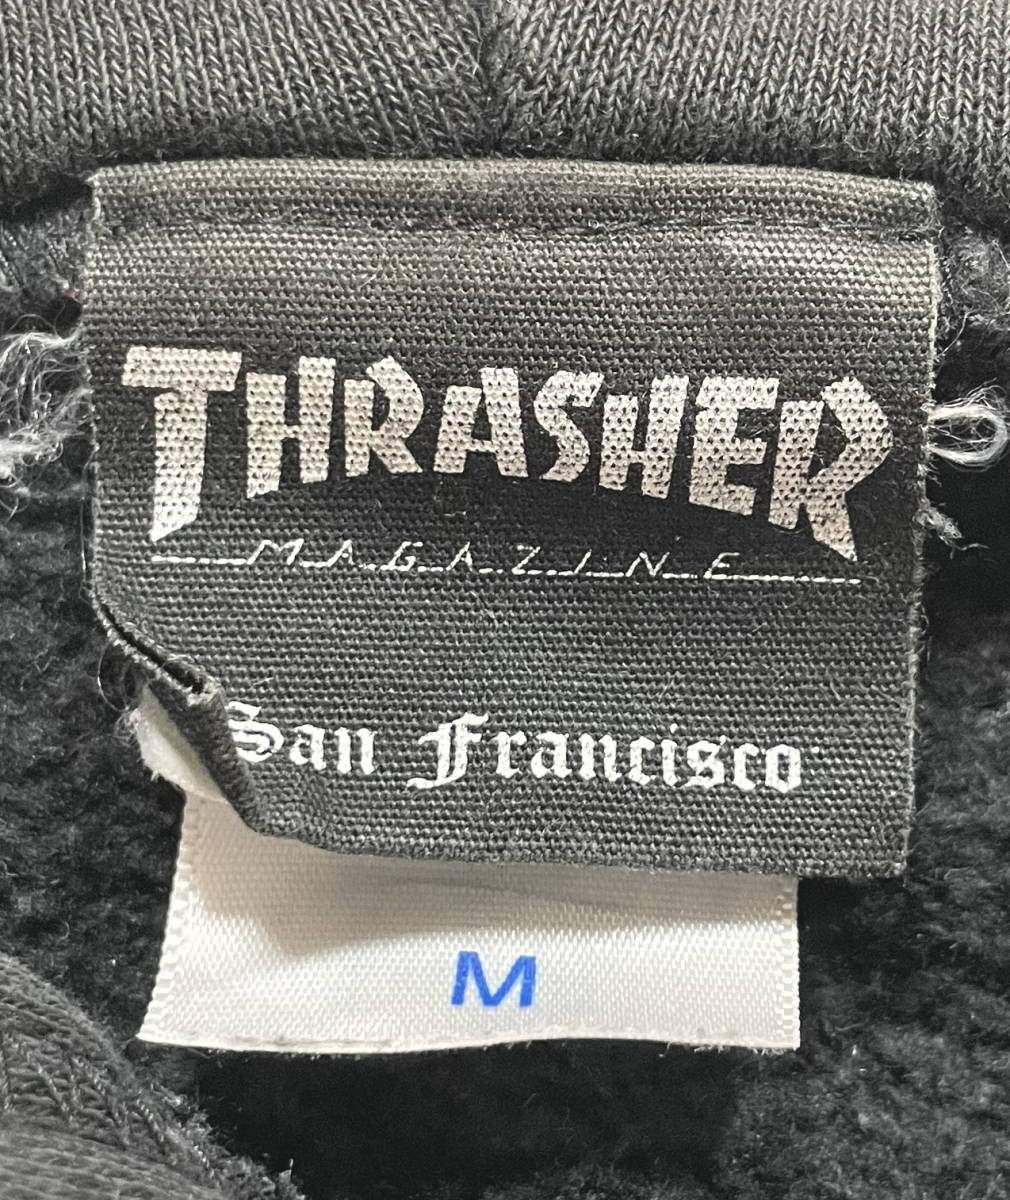 THRASHER
MAGAZINE
San Francisco
M